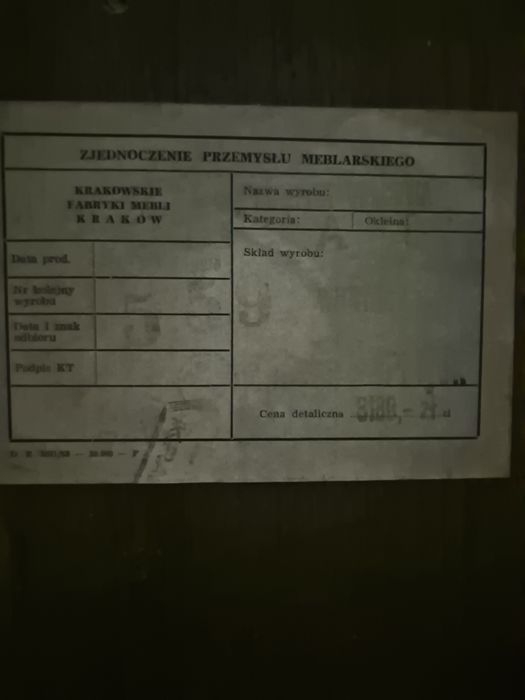 ZJEDNOCZENIE PRZEMYSŁU MEBLARSKIEGO
KRAKOWSKIE
FABRYKI MEBLI
KRAKÓW
Nazwa wyrobu:
Kategoria:
Okleina:
Data prod.
Skład wyrobu:
Nr kolejny
wyrobu
539
Data i znak
odbioru
Podpis KT
Cena detaliczna
zł